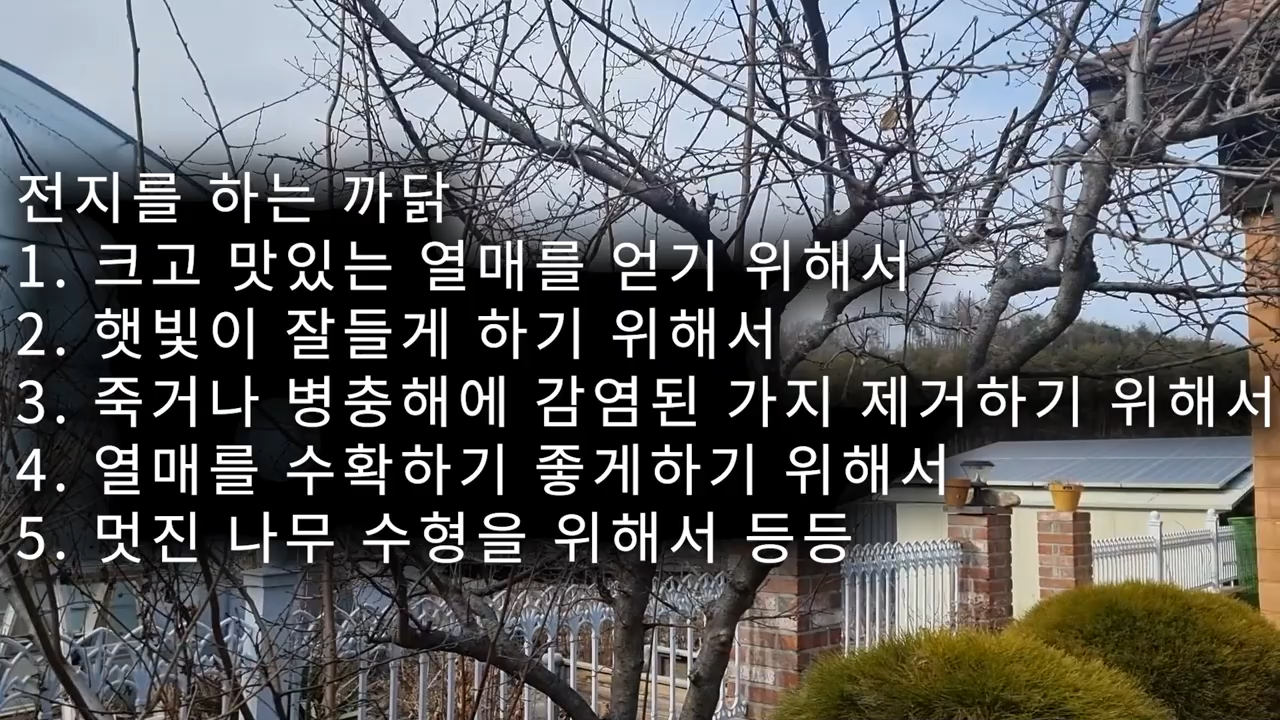 전지를 하는 까닭
1. 크고 맛있는 열매를 얻기 위해서
2. 햇빛이 잘들게 하기 위해서
3. 죽거나 병충해에 감염된 가지 제거하기 위해서
4. 열매를 수확하기 좋게하기 위해서
5. 멋진 나무 수형을 위해서 등등